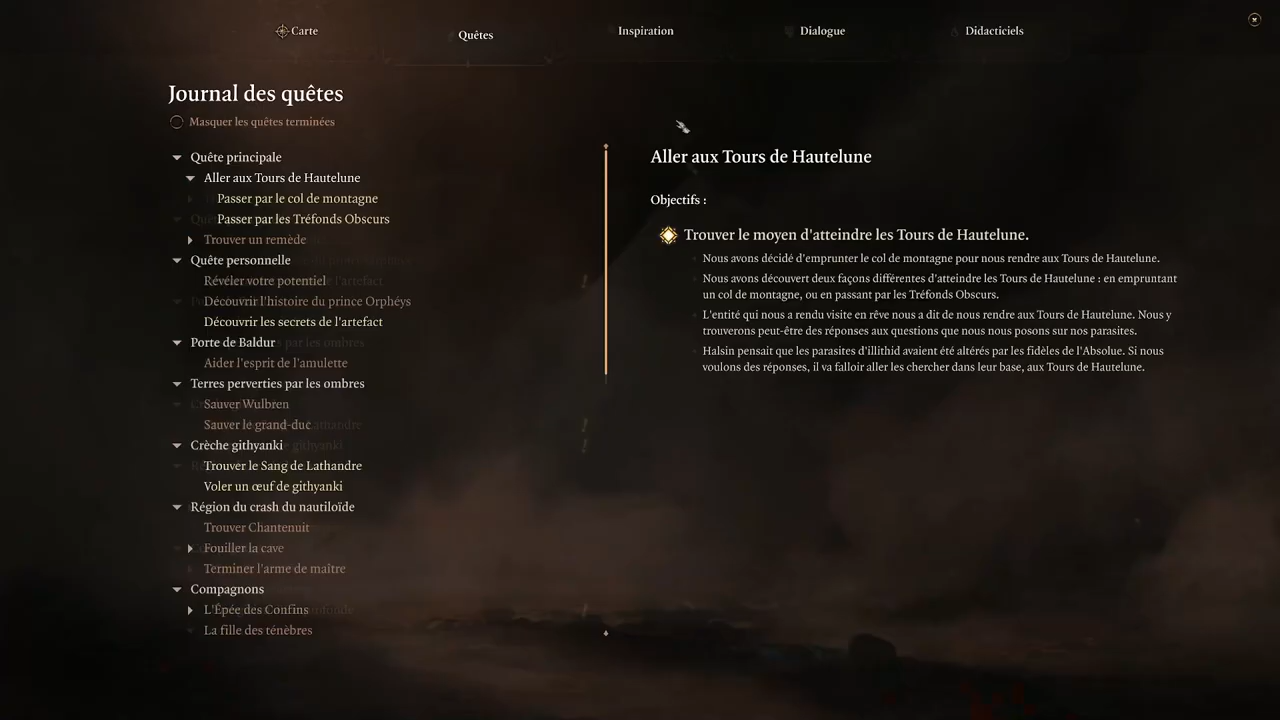 Carte
Quêtes
Inspiration
Dialogue
Didacticiels
Journal des quêtes
Masquer les quêtes terminées
Quête principale
Aller aux Tours de Hautelune
Passer par le col de montagne
Passer par les Tréfonds Obscurs
Trouver un remède
Quête personnelle
Révéler votre potentiel
Découvrir l'histoire du prince Orphéys
Découvrir les secrets de l'artefact
Porte de Baldur
Aider l'esprit de l'amulette
Terres perverties par les ombres
Sauver Wulbren
Sauver le grand-duc
Crèche githyanki
Trouver le Sang de Lathandre
Voler un œuf de githyanki
Région du crash du nautiloïde
Trouver Chantenuit
Fouiller la cave
Terminer l'arme de maître
Compagnons
L'Épée des Confins
La fille des ténèbres
Aller aux Tours de Hautelune
Objectifs :
Trouver le moyen d'atteindre les Tours de Hautelune.
Nous avons décidé d'emprunter le col de montagne pour nous rendre aux Tours de Hautelune.
Nous avons découvert deux façons différentes d'atteindre les Tours de Hautelune : en empruntant
un col de montagne, ou en passant par les Tréfonds Obscurs.
L'entité qui nous a rendu visite en rêve nous a dit de nous rendre aux Tours de Hautelune. Nous y
trouverons peut-être des réponses aux questions que nous nous posons sur nos parasites.
Halsin pensait que les parasites d'illithid avaient été altérés par les fidèles de l'Absolue. Si nous
voulons des réponses, il va falloir aller les chercher dans leur base, aux Tours de Hautelune.